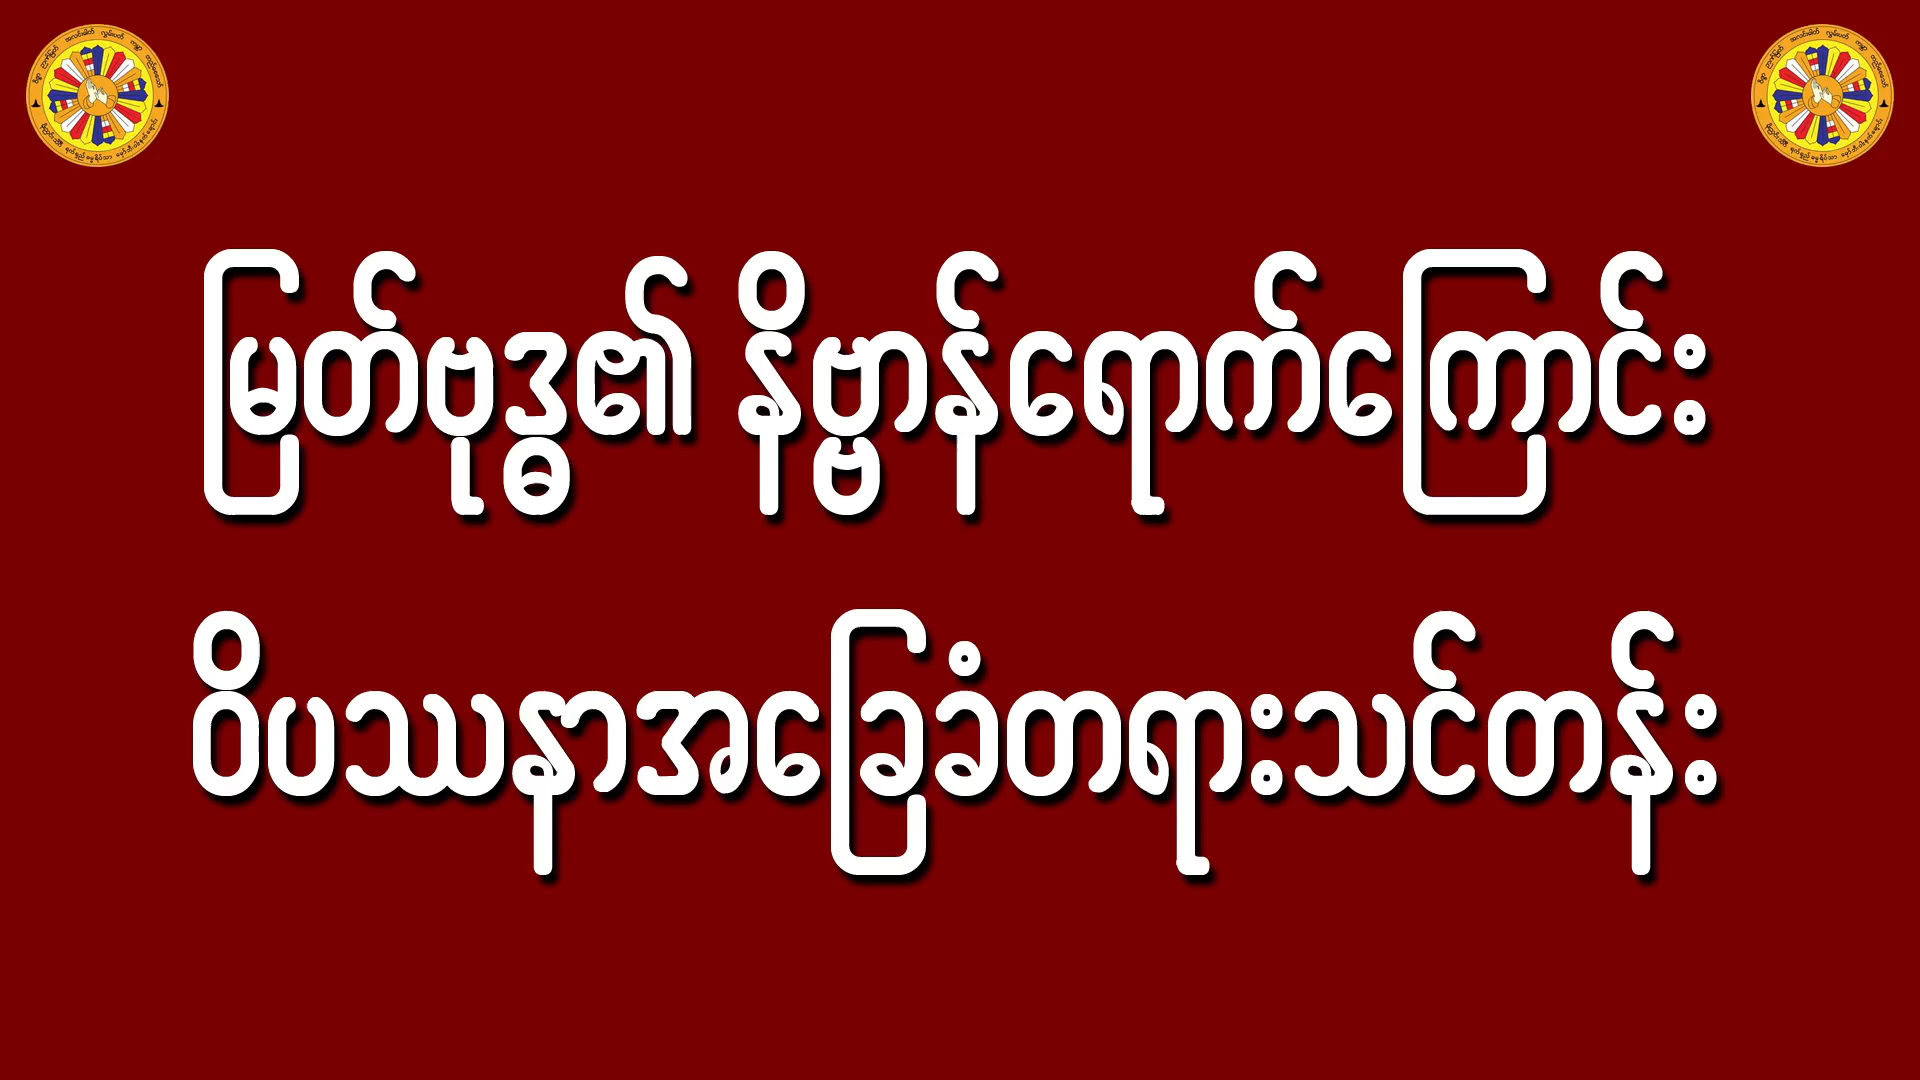 မြတ်ဗုဒ္ဓ၏ နိဗ္ဗာန်ရောက်ကြောင်း
ဝိပဿနာအခြေခံတရားသင်တန်း